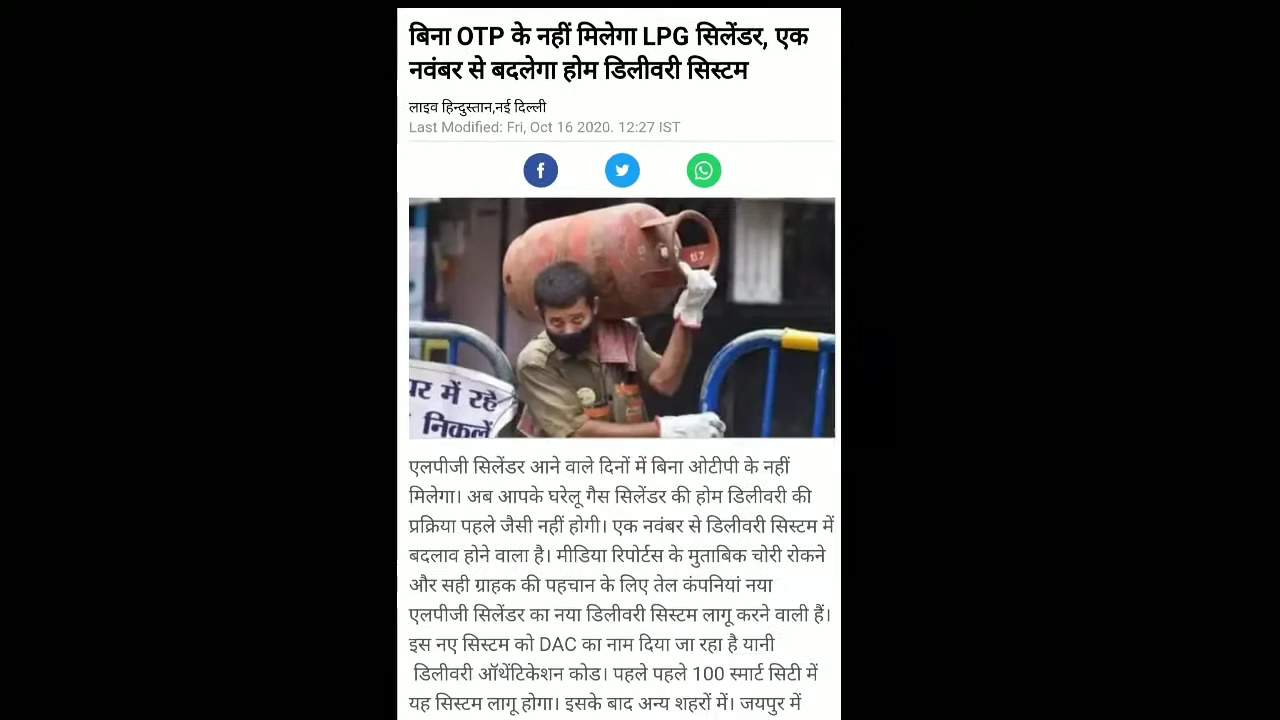 बिना OTP के नहीं मिलेगा LPG सिलेंडर, एक
नवंबर से बदलेगा होम डिलीवरी सिस्टम
लाइव हिन्दुस्तान,नई दिल्ली
Last Modified: Fri, Oct 16 2020. 12:27 IST
57
में रहें
निकलें
एलपीजी सिलेंडर आने वाले दिनों में बिना ओटीपी के नहीं
मिलेगा। अब आपके घरेलू गैस सिलेंडर की होम डिलीवरी की
प्रक्रिया पहले जैसी नहीं होगी। एक नवंबर से डिलीवरी सिस्टम में
बदलाव होने वाला है। मीडिया रिपोर्टस के मुताबिक चोरी रोकने
और सही ग्राहक की पहचान के लिए तेल कंपनियां नया
एलपीजी सिलेंडर का नया डिलीवरी सिस्टम लागू करने वाली हैं।
इस नए सिस्टम को DAC का नाम दिया जा रहा है यानी
डिलीवरी ऑथेंटिकेशन कोड। पहले पहले 100 स्मार्ट सिटी में
यह सिस्टम लागू होगा। इसके बाद अन्य शहरों में। जयपुर में